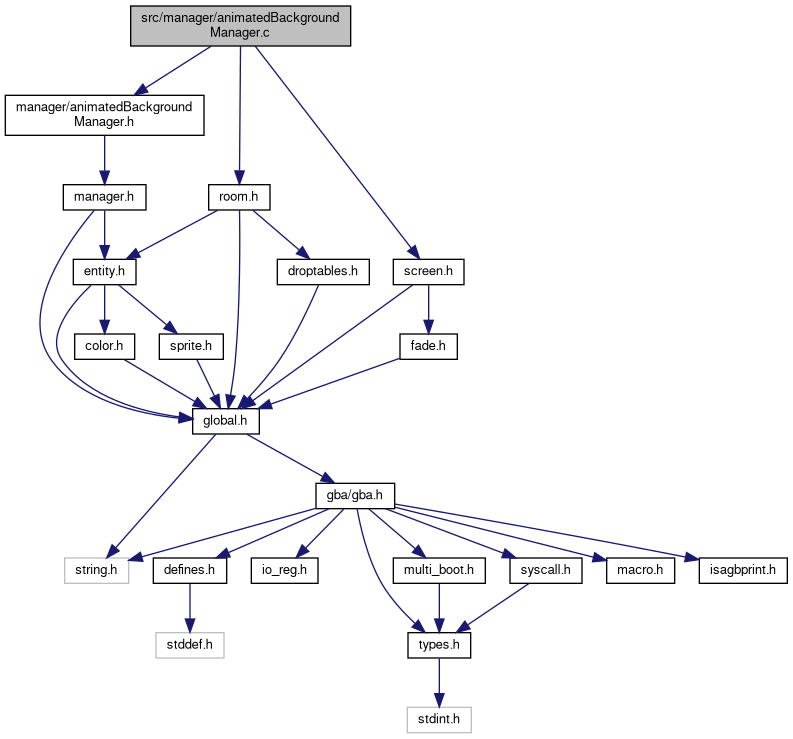 src/manager/animatedBackground
Manager.c
manager/animatedBackground
Manager.h
manager.h
room.h
entity.h
droptables.h
screen.h
color.h
sprite.h
fade.h
global.h
gba/gba.h
string.h
defines.h
io_reg.h
multi_boot.h
syscall.h
macro.h
isagbprint.h
stddef.h
types.h
stdint.h